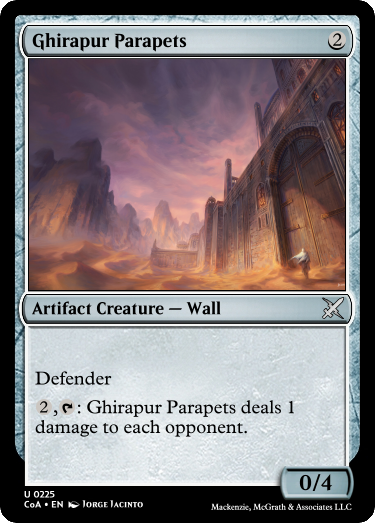 Ghirapur Parapets 2
Artifact Creature — Wall
Defender
2, : Ghirapur Parapets deals 1
damage to each opponent.
0/4
U 0225
CoA • EN Jorge Jacinto
Mackenzie, McGrath & Associates LLC